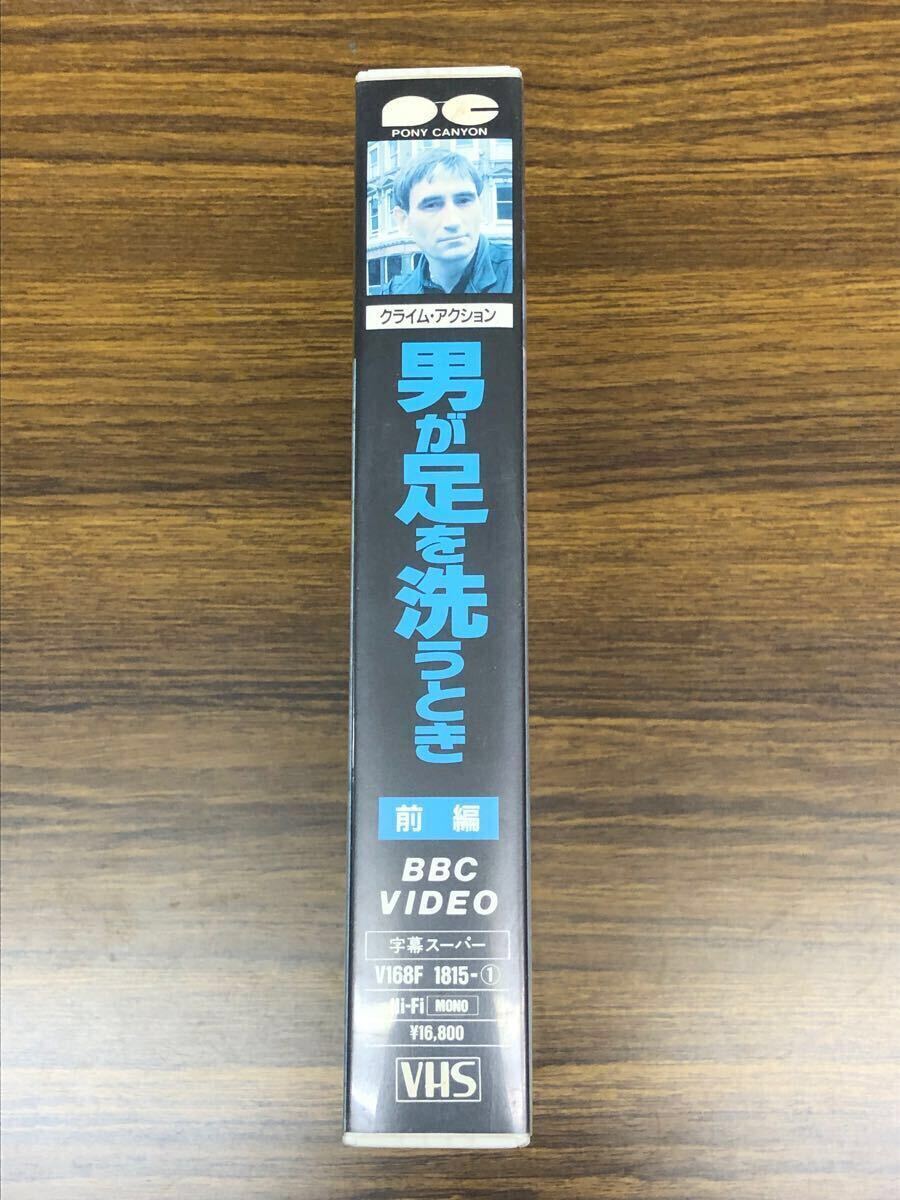 PC
PONY CANYON
クライム・アクション
男が足を洗うとき
前編
BBC
VIDEO
字幕スーパー
V168F 1815-①
Hi-Fi MONO
¥16,800
VHS